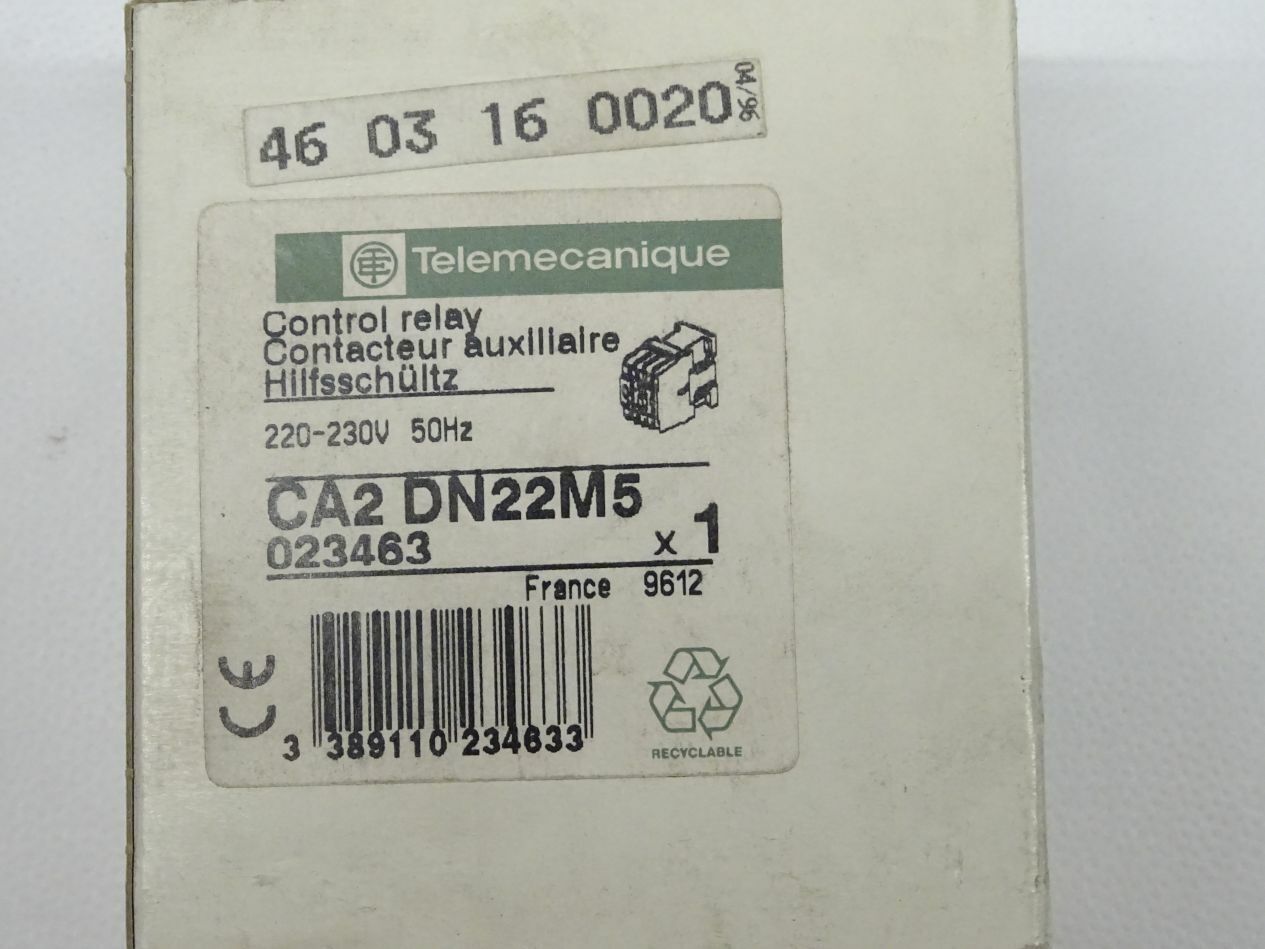 46 03 16 0020 04/96
Telemecanique
Control relay
Contacteur auxiliaire
Hilfsschültz
220-230V 50Hz
CA2 DN22M5
023463 x 1
France 9612
CE
3 389110 234633
RECYCLABLE